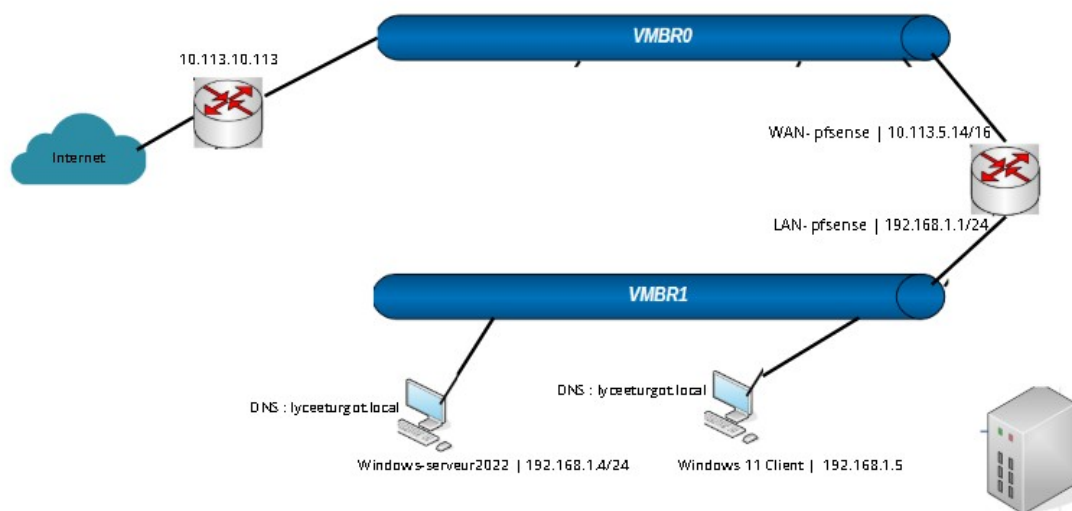 VMBR0
10.113.10.113
Internet
WAN- pfsense | 10.113.5.14/16
LAN- pfsense | 192.168.1.1/24
VMBR1
DNS : lyceeturgot.local
DNS : lyceeturgot.local
Windows-serveur2022 | 192.168.1.4/24
Windows 11 Client | 192.168.1.5